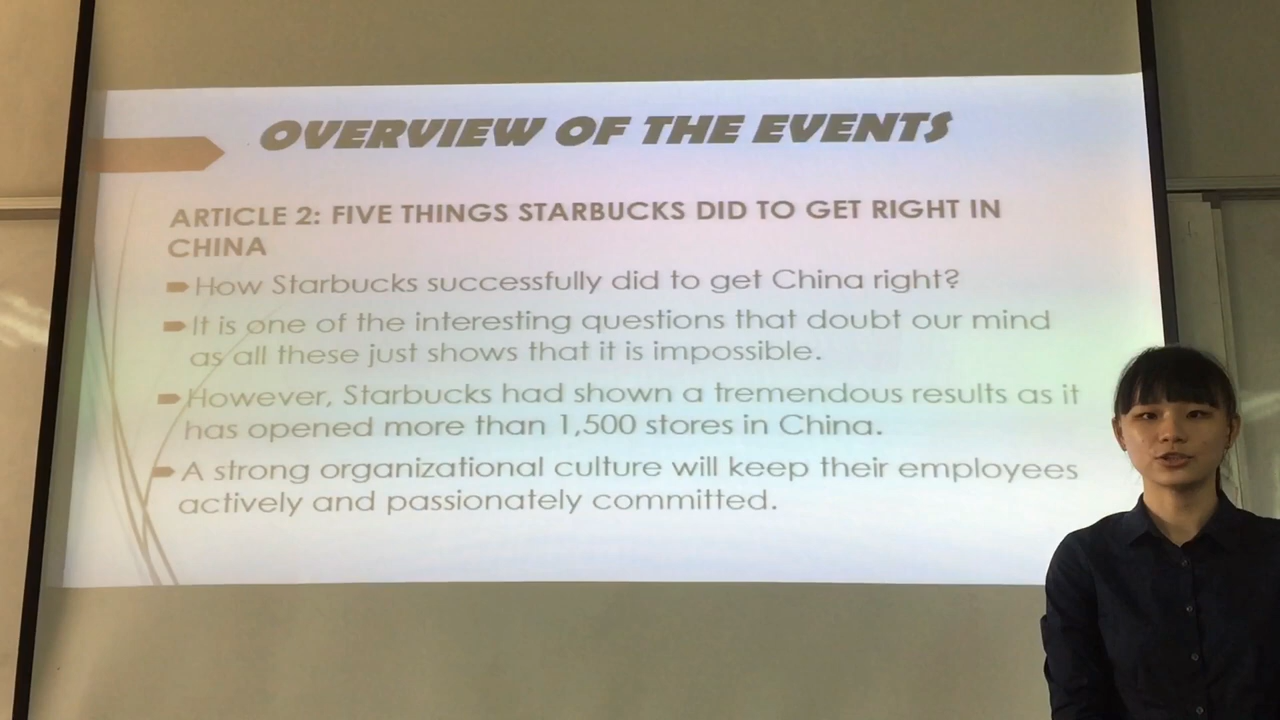 OVERVIEW OF THE EVENTS
ARTICLE 2: FIVE THINGS STARBUCKS DID TO GET RIGHT IN
CHINA
How Starbucks successfully did to get China right?
It is one of the interesting questions that doubt our mind
as all these just shows that it is impossible.
However, Starbucks had shown a tremendous results as it
has opened more than 1,500 stores in China.
A strong organizational culture will keep their employees
actively and passionately committed.